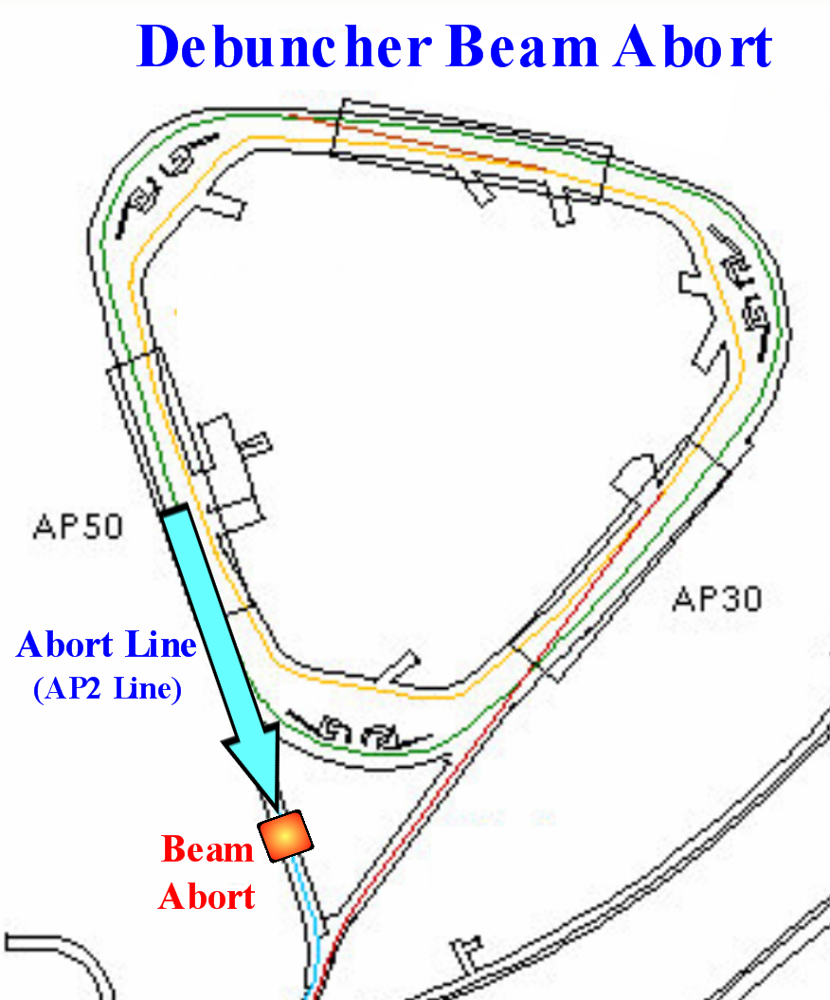 Debuncher Beam Abort
AP50
AP30
Abort Line
(AP2 Line)
Beam
Abort